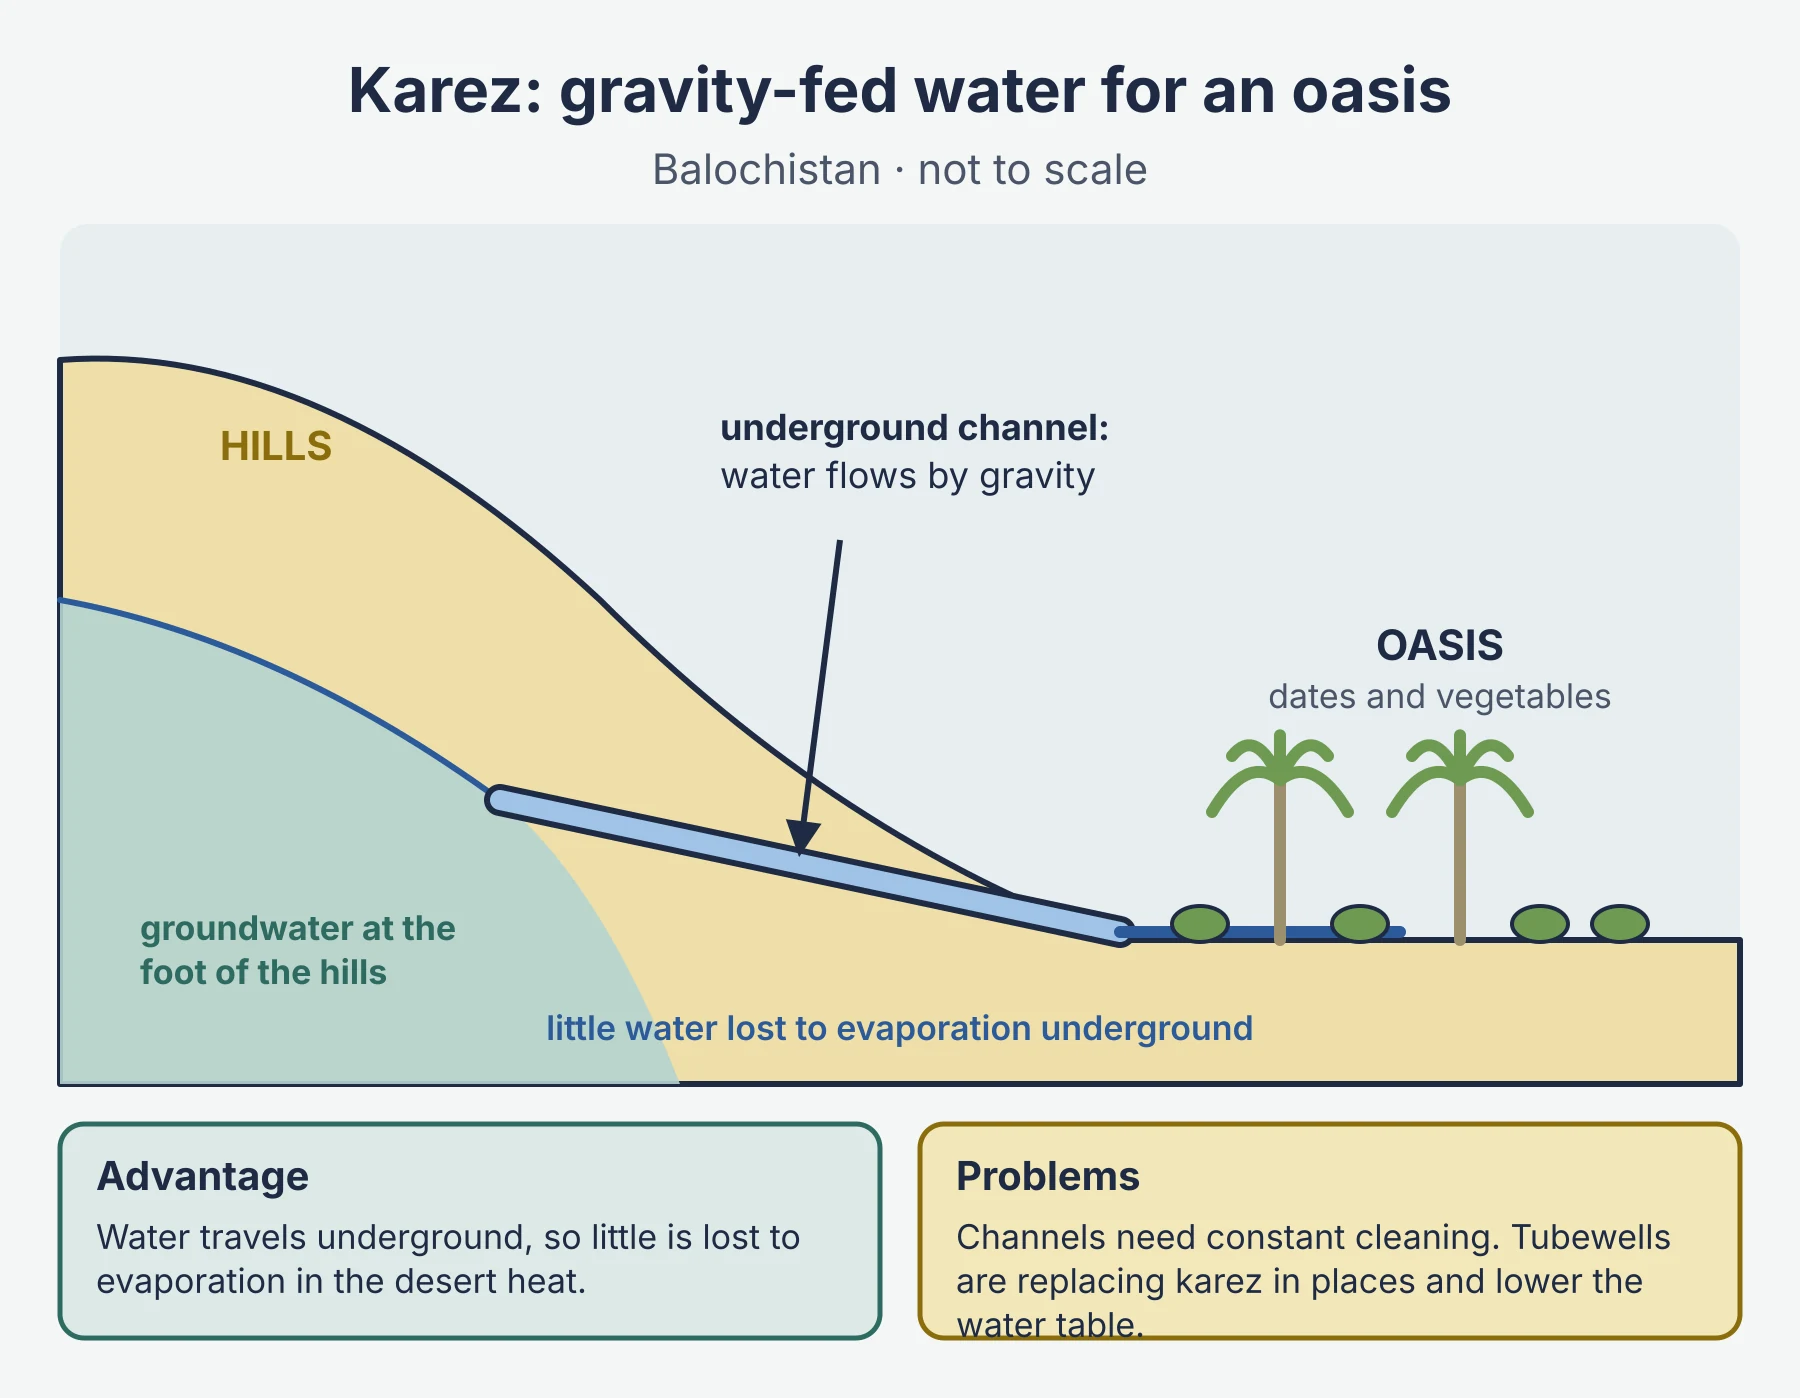 Karez: gravity-fed water for an oasis
Balochistan · not to scale
HILLS
underground channel:
water flows by gravity
OASIS
dates and vegetables
groundwater at the
foot of the hills
little water lost to evaporation underground
Advantage
Water travels underground, so little is lost to
evaporation in the desert heat.
Problems
Channels need constant cleaning. Tubewells
are replacing karez in places and lower the
water table.